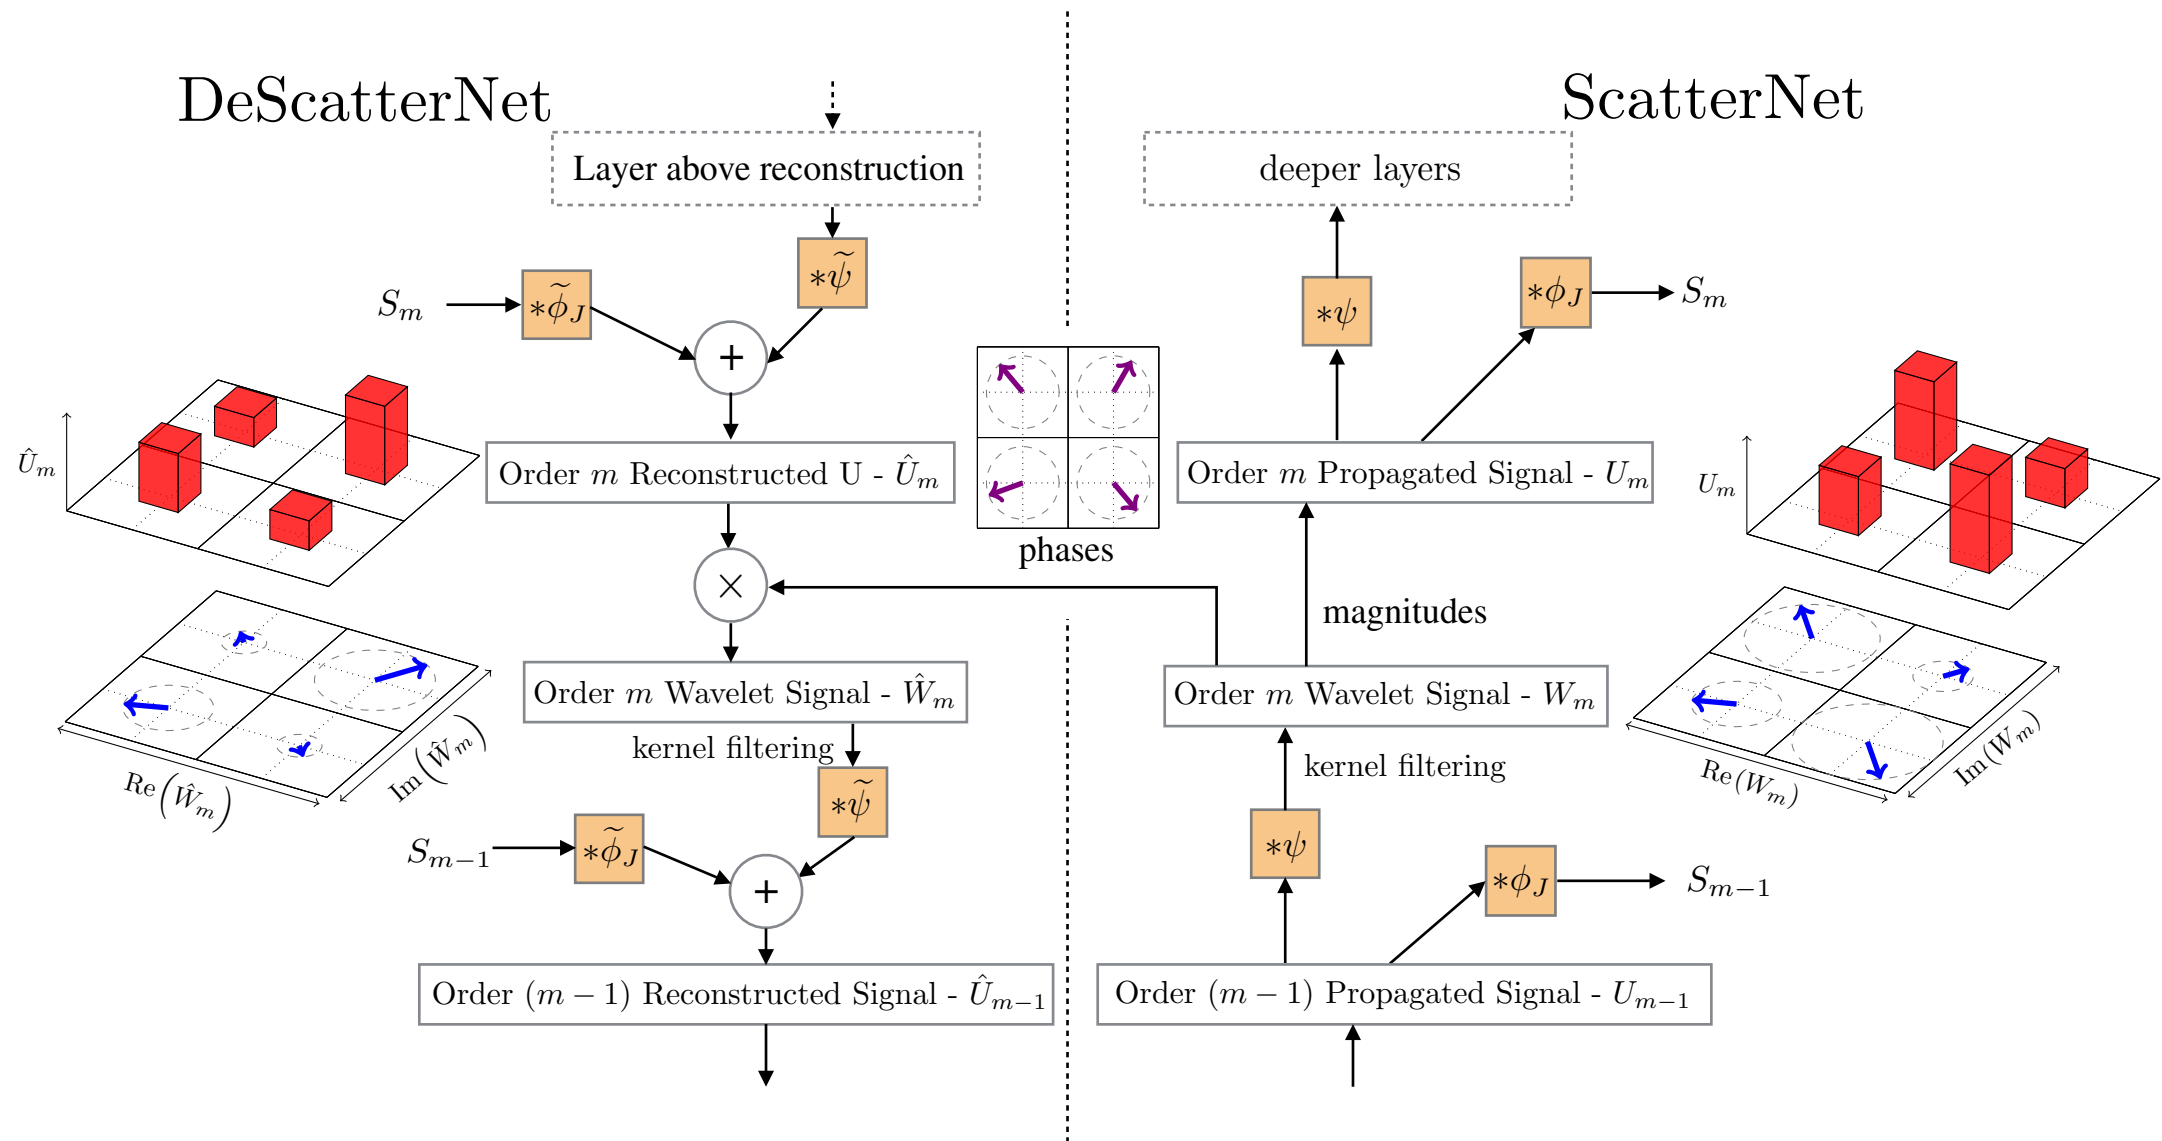 DeScatterNet
ScatterNet
Layer above reconstruction
deeper layers
∗ψ̃
S_m
∗ϕ̃_J
+
∗ψ
∗ϕ_J
S_m
Û_m
Order m Reconstructed U - Û_m
phases
Order m Propagated Signal - U_m
U_m
×
magnitudes
Order m Wavelet Signal - Ŵ_m
Order m Wavelet Signal - W_m
Re(Ŵ_m)
Im(Ŵ_m)
kernel filtering
kernel filtering
Re(W_m)
Im(W_m)
∗ψ̃
S_{m−1}
∗ϕ̃_J
+
∗ψ
∗ϕ_J
S_{m−1}
Order (m − 1) Reconstructed Signal - Û_{m−1}
Order (m − 1) Propagated Signal - U_{m−1}